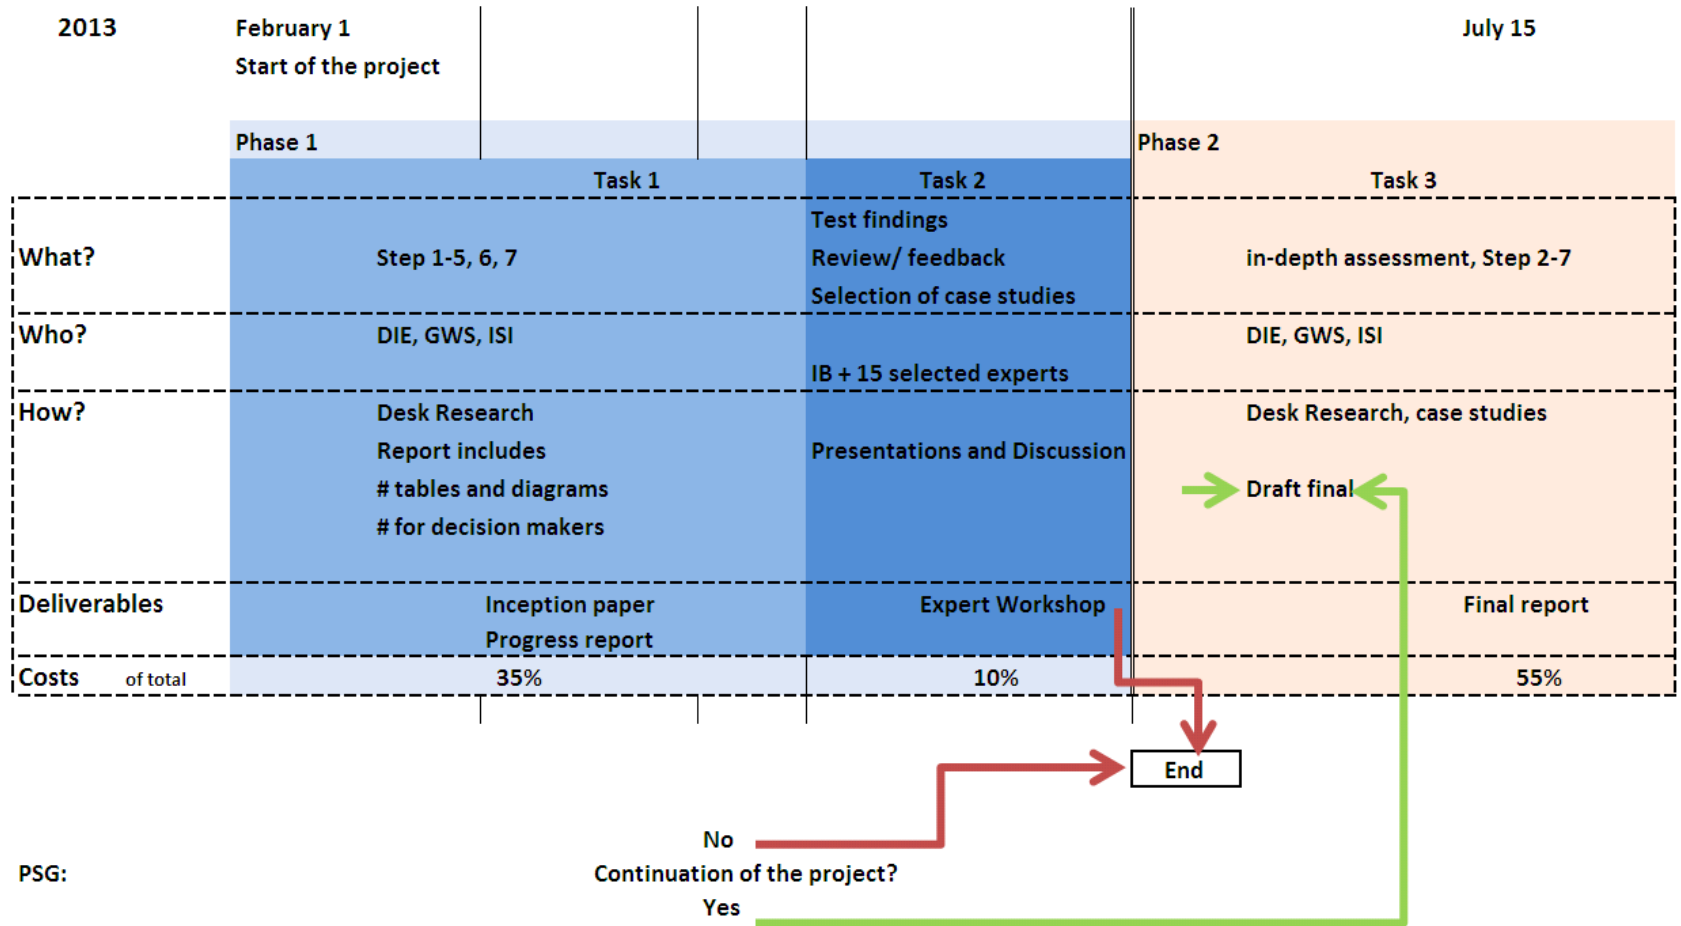 2013 February 1 July 15
Start of the project
Phase 1 Phase 2
Task 1 Task 2 Task 3
Test findings
What? Step 1-5, 6, 7 Review/ feedback in-depth assessment, Step 2-7
Selection of case studies
Who? DIE, GWS, ISI DIE, GWS, ISI
IB + 15 selected experts
How? Desk Research Desk Research, case studies
Report includes Presentations and Discussion
# tables and diagrams Draft final
# for decision makers
Deliverables Inception paper Expert Workshop Final report
Progress report
Costs of total 35% 10% 55%
End
No
PSG: Continuation of the project?
Yes